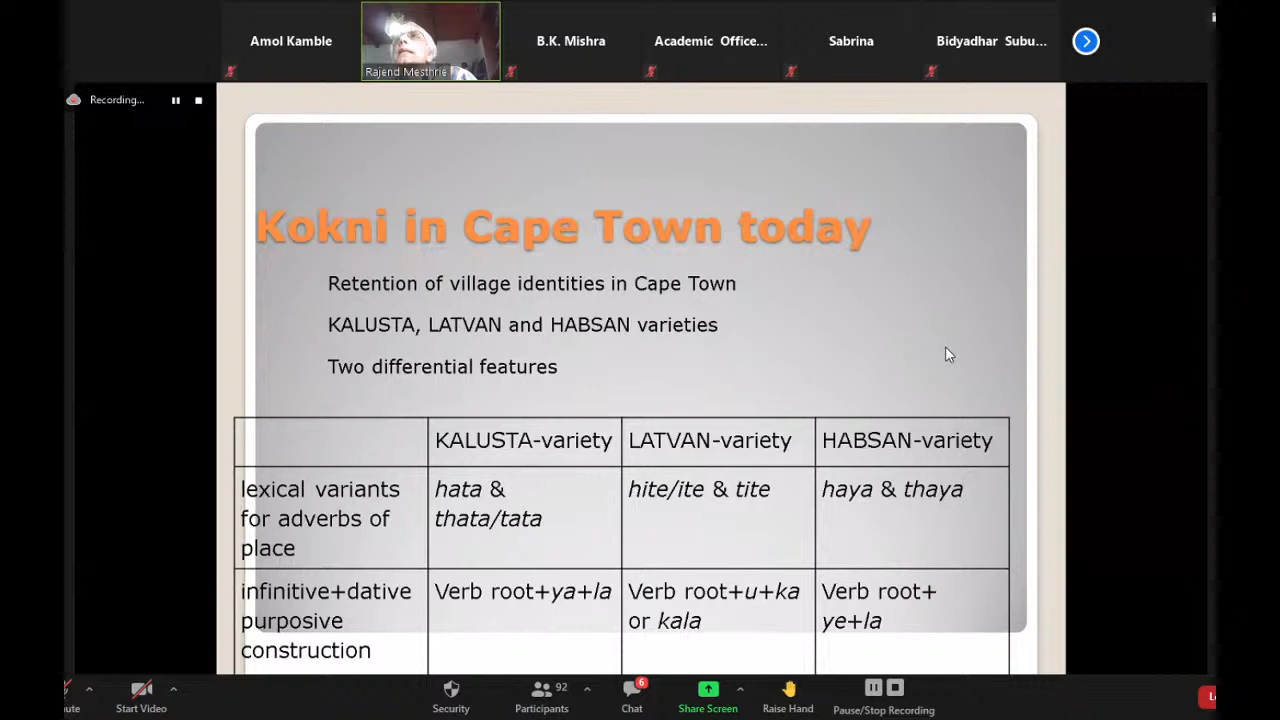 Amol Kamble
Rajend Mesthrie
B.K. Mishra
Academic Office...
Sabrina
Bidyadhar Subu...
Recording...
Kokni in Cape Town today
Retention of village identities in Cape Town
KALUSTA, LATVAN and HABSAN varieties
Two differential features
KALUSTA-variety LATVAN-variety HABSAN-variety
lexical variants hata & hite/ite & tite haya & thaya
for adverbs of thata/tata
place
infinitive+dative Verb root+ya+la Verb root+u+ka Verb root+
purposive or kala ye+la
construction
Start Video
Security
Participants 92
Chat 6
Share Screen
Raise Hand
Pause/Stop Recording